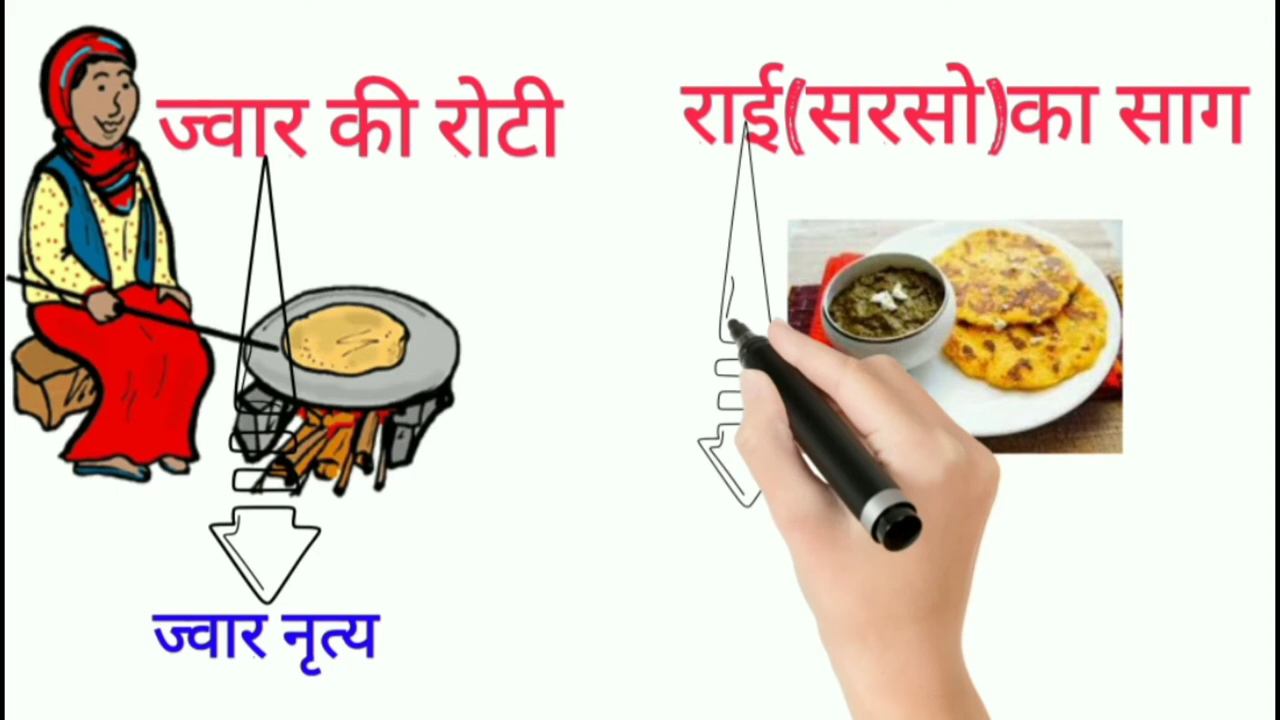 ज्वार की रोटी
राई(सरसो)का साग
ज्वार नृत्य